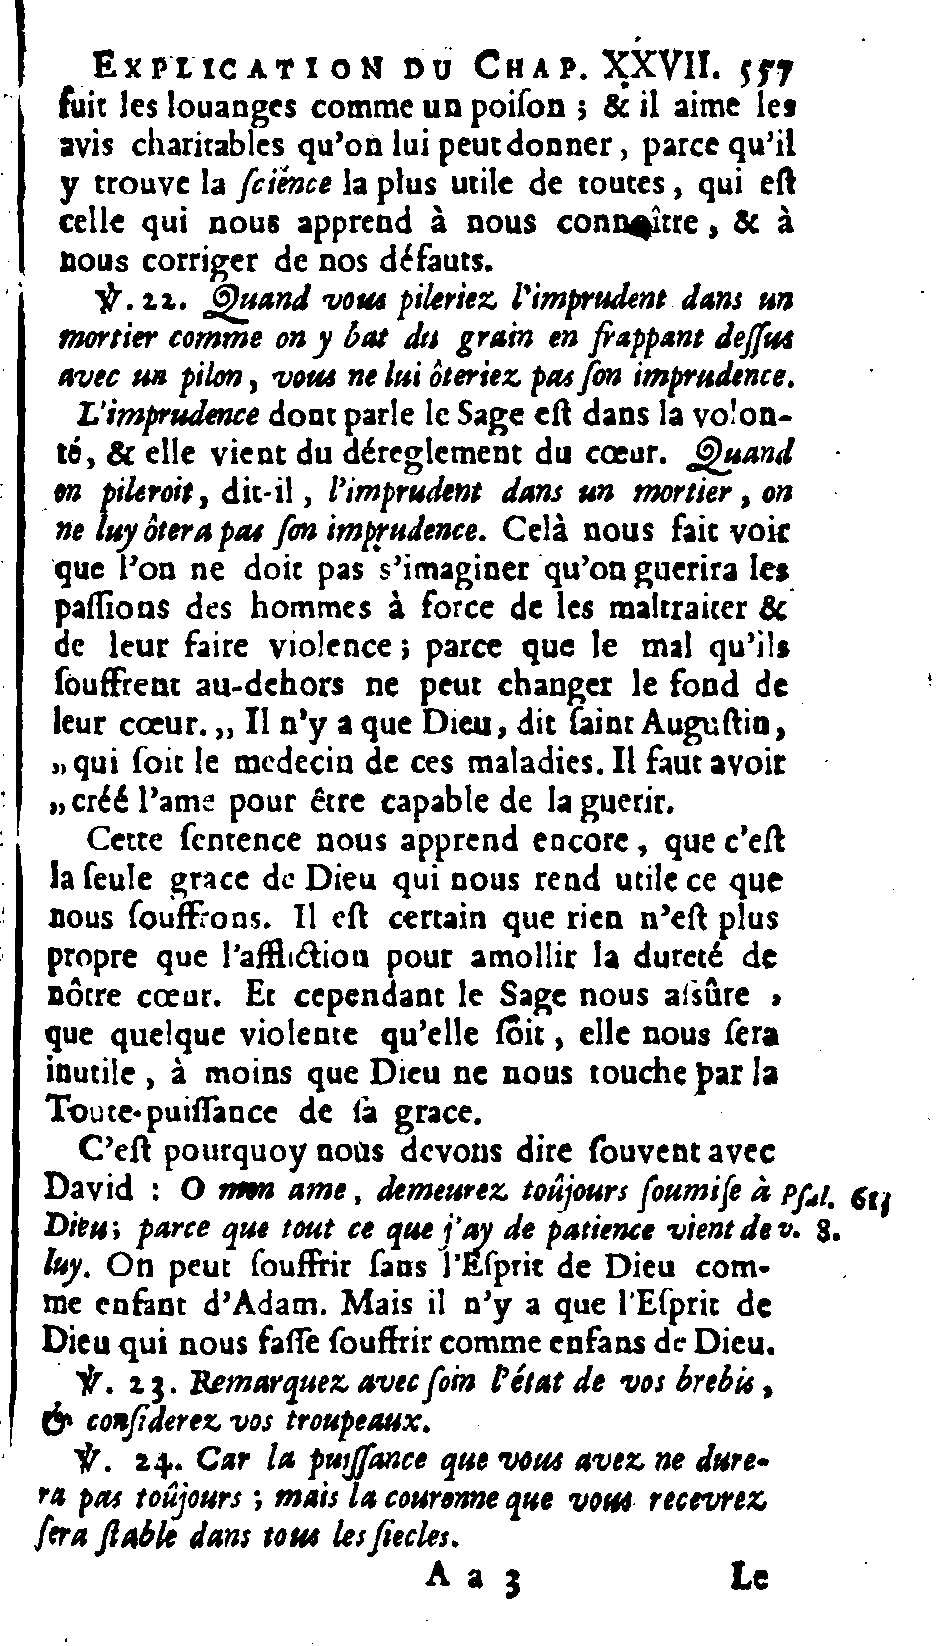 EXPLICATION DU CHAP. XXVII. 557
fuit les louanges comme un poiſon ; & il aime les
avis charitables qu'on lui peut donner, parce qu'il
y trouve la ſciënce la plus utile de toutes, qui eſt
celle qui nous apprend à nous connaître, & à
nous corriger de nos défauts.
℣. 22. Quand vous pileriez l'imprudent dans un
mortier comme on y bat du grain en frappant deſſus
avec un pilon, vous ne lui ôteriez pas ſon imprudence.
L'imprudence dont parle le Sage eſt dans la volon-
té, & elle vient du déreglement du cœur. Quand
on pileroit, dit-il, l'imprudent dans un mortier, on
ne luy ôtera pas ſon imprudence. Celà nous fait voir
que l'on ne doit pas s'imaginer qu'on guerira les
paſſions des hommes à force de les maltraiter &
de leur faire violence ; parce que le mal qu'ils
ſouffrent au-dehors ne peut changer le fond de
leur cœur. ,, Il n'y a que Dieu, dit ſaint Auguſtin,
,, qui ſoit le medecin de ces maladies. Il faut avoir
,, créé l'ame pour être capable de la guerir.
Cette ſentence nous apprend encore, que c'eſt
la ſeule grace de Dieu qui nous rend utile ce que
nous ſouffrons. Il eſt certain que rien n'eſt plus
propre que l'affliction pour amollir la dureté de
nôtre cœur. Et cependant le Sage nous aſsûre ,
que quelque violente qu'elle ſoit, elle nous ſera
inutile, à moins que Dieu ne nous touche par la
Toute-puiſſance de ſa grace.
C'eſt pourquoy nous devons dire ſouvent avec
David : O mon ame, demeurez toûjours ſoumiſe à Pſal. 61.
Dieu ; parce que tout ce que j'ay de patience vient de v. 8.
luy. On peut ſouffrir ſans l'Eſprit de Dieu com-
me enfant d'Adam. Mais il n'y a que l'Eſprit de
Dieu qui nous faſſe ſouffrir comme enfans de Dieu.
℣. 23. Remarquez avec ſoin l'état de vos brebis,
& conſiderez vos troupeaux.
℣. 24. Car la puiſſance que vous avez ne dure-
ra pas toûjours ; mais la couronne que vous recevrez
ſera ſtable dans tous les ſiecles.
A a 3 Le